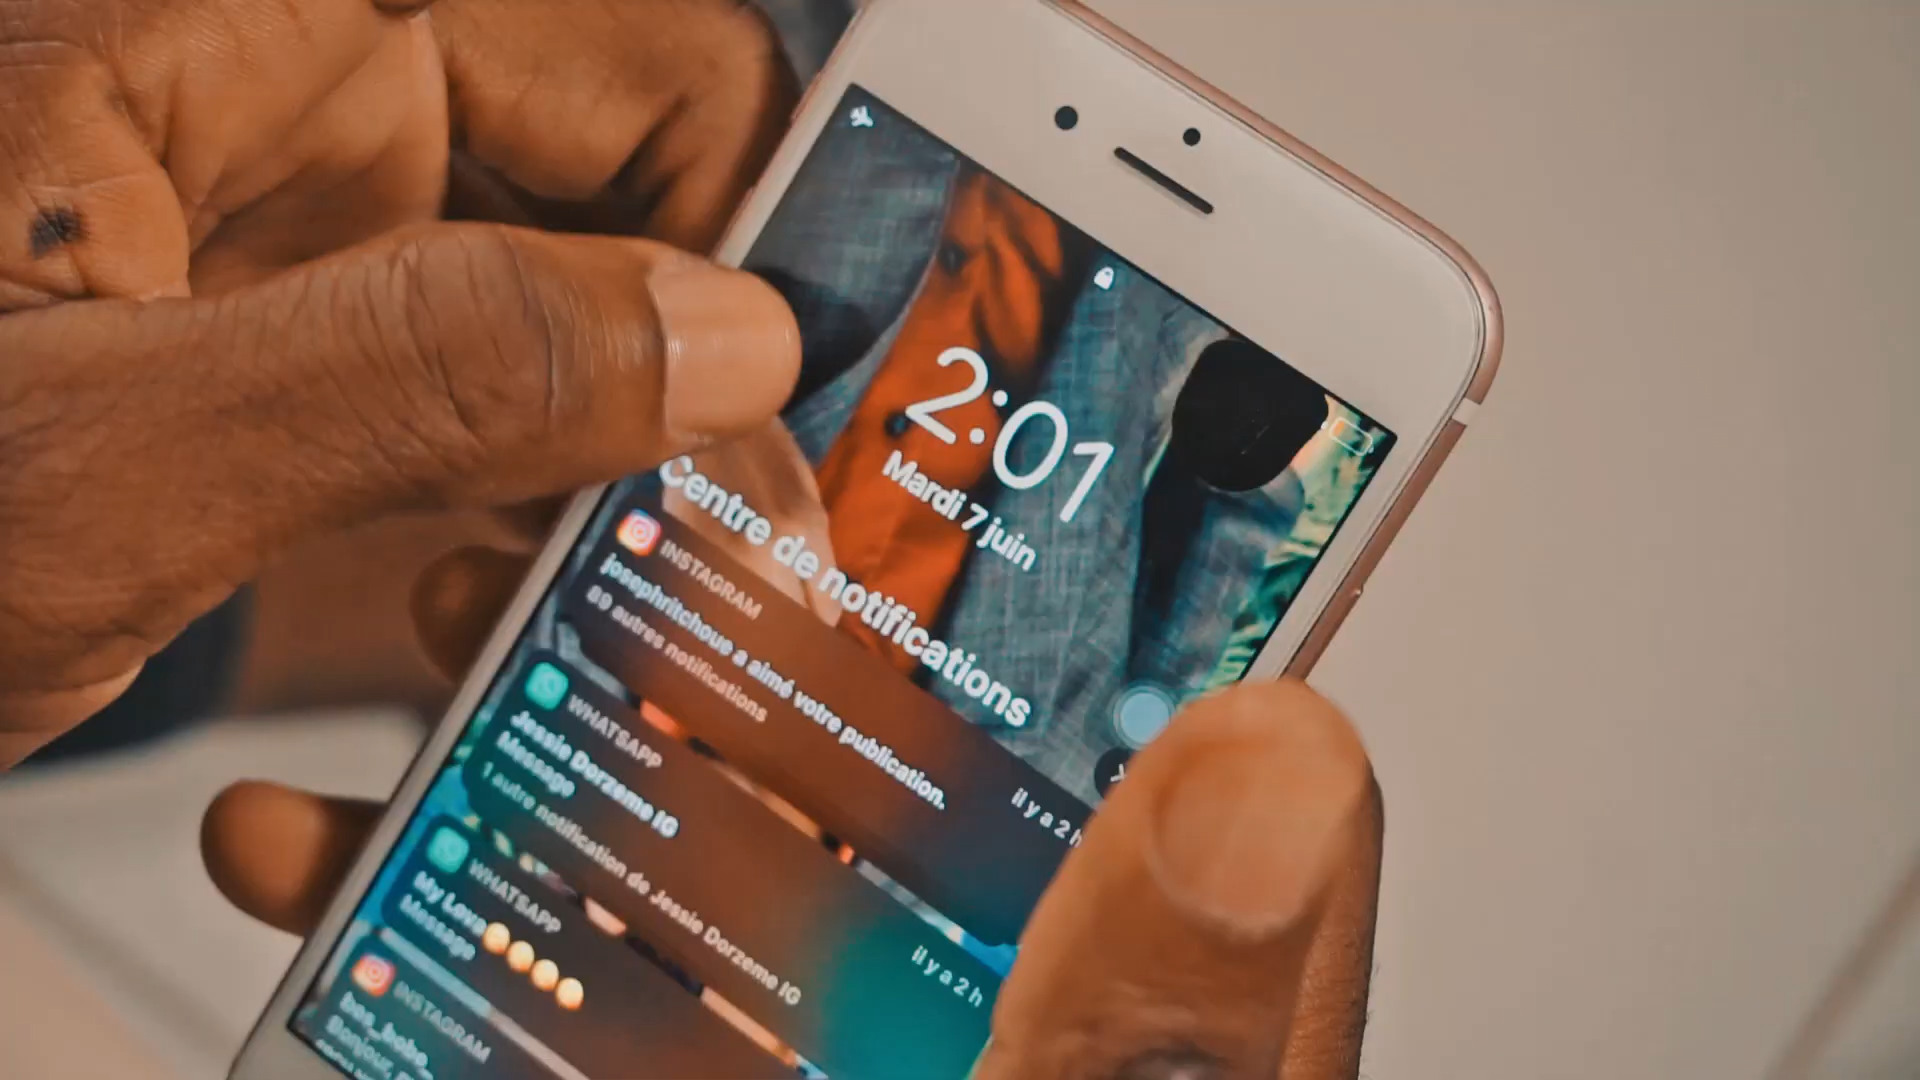 2:01
Mardi 7 juin
Centre de notifications
INSTAGRAM
josephritchoue a aimé votre publication.
89 autres notifications
il y a 2 h
WHATSAPP
Jessie Dorzeme IG
Message
1 autre notification de Jessie Dorzeme IG
il y a 2 h
WHATSAPP
My Love
Message
INSTAGRAM
Bonjour,